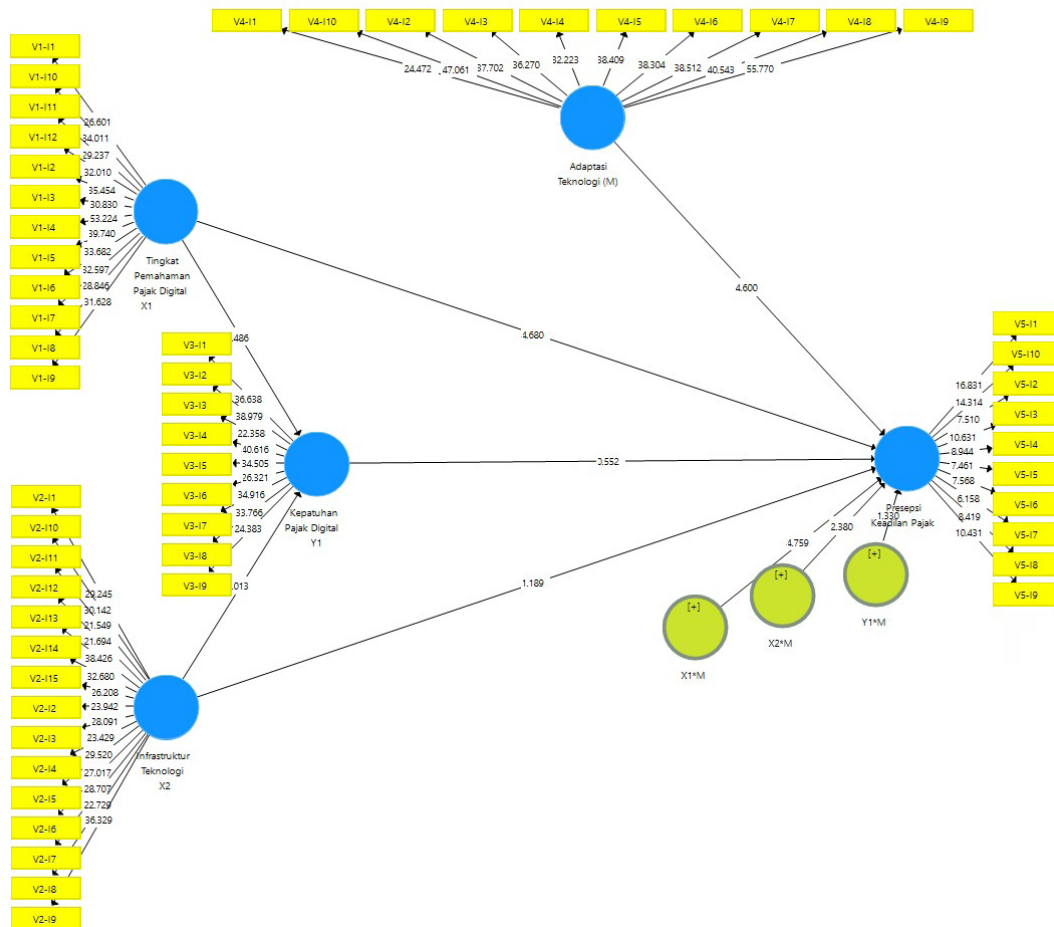 V4-I1
V4-I10
V4-I2
V4-I3
V4-I4
V4-I5
V4-I6
V4-I7
V4-I8
V4-I9
24.472
47.061
37.702
36.270
32.223
38.409
38.304
38.512
40.543
55.770
Adaptasi
Teknologi (M)
V1-I1
V1-I10
V1-I11
V1-I12
V1-I2
V1-I3
V1-I4
V1-I5
V1-I6
V1-I7
V1-I8
V1-I9
26.601
34.011
29.237
32.010
35.454
30.830
53.224
39.740
33.682
32.597
28.846
31.628
Tingkat
Pemahaman
Pajak Digital
X1
4.600
4.680
.486
V3-I1
V3-I2
V3-I3
V3-I4
V3-I5
V3-I6
V3-I7
V3-I8
V3-I9
36.638
38.979
22.358
40.616
34.505
26.321
34.916
33.766
24.383
Kepatuhan
Pajak Digital
Y1
.552
.013
1.189
V2-I1
V2-I10
V2-I11
V2-I12
V2-I13
V2-I14
V2-I15
V2-I2
V2-I3
V2-I4
V2-I5
V2-I6
V2-I7
V2-I8
V2-I9
29.245
30.142
21.549
21.694
38.426
32.680
26.208
23.942
28.091
23.429
29.520
27.017
28.707
22.729
36.329
Infrastruktur
Teknologi
X2
Presepsi
Keadilan Pajak
16.831
14.314
7.510
10.631
8.944
7.461
7.568
6.158
8.419
10.431
V5-I1
V5-I10
V5-I2
V5-I3
V5-I4
V5-I5
V5-I6
V5-I7
V5-I8
V5-I9
4.759
2.380
1.330
[+]
X1*M
[+]
X2*M
[+]
Y1*M